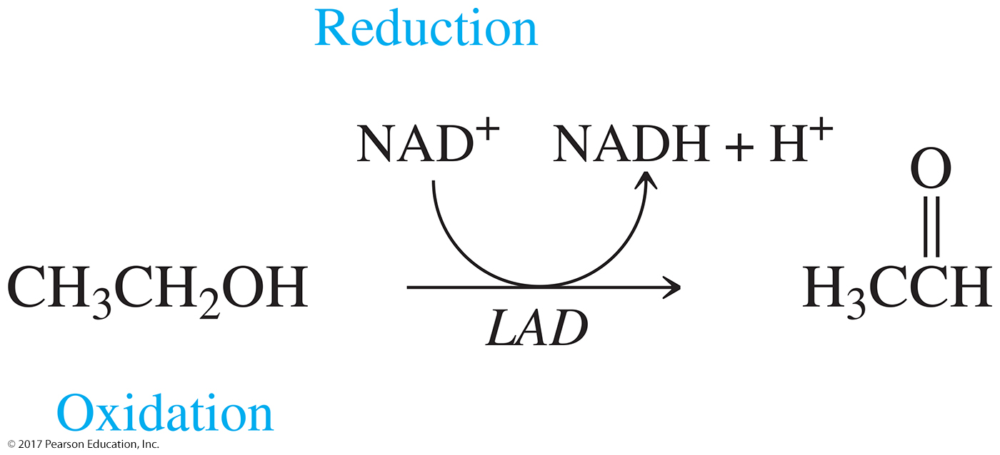 Reduction
NAD⁺ NADH + H⁺
O
CH₃CH₂OH
H₃CCH
LAD
Oxidation
© 2017 Pearson Education, Inc.